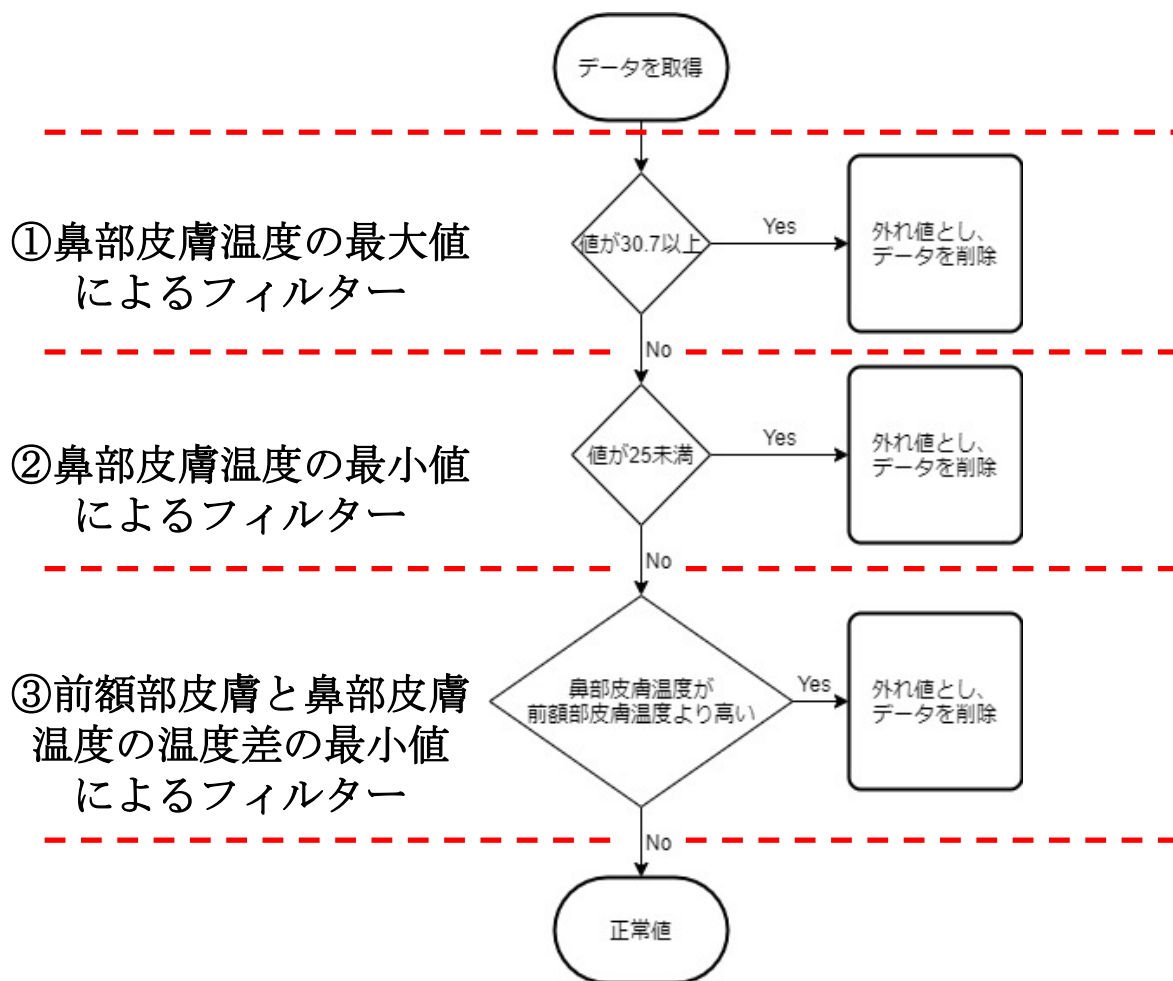 データを取得
①鼻部皮膚温度の最大値
によるフィルター
値が30.7以上
Yes
外れ値とし、
データを削除
No
②鼻部皮膚温度の最小値
によるフィルター
値が25未満
Yes
外れ値とし、
データを削除
No
③前額部皮膚と鼻部皮膚
温度の温度差の最小値
によるフィルター
鼻部皮膚温度が
前額部皮膚温度より高い
Yes
外れ値とし、
データを削除
No
正常値